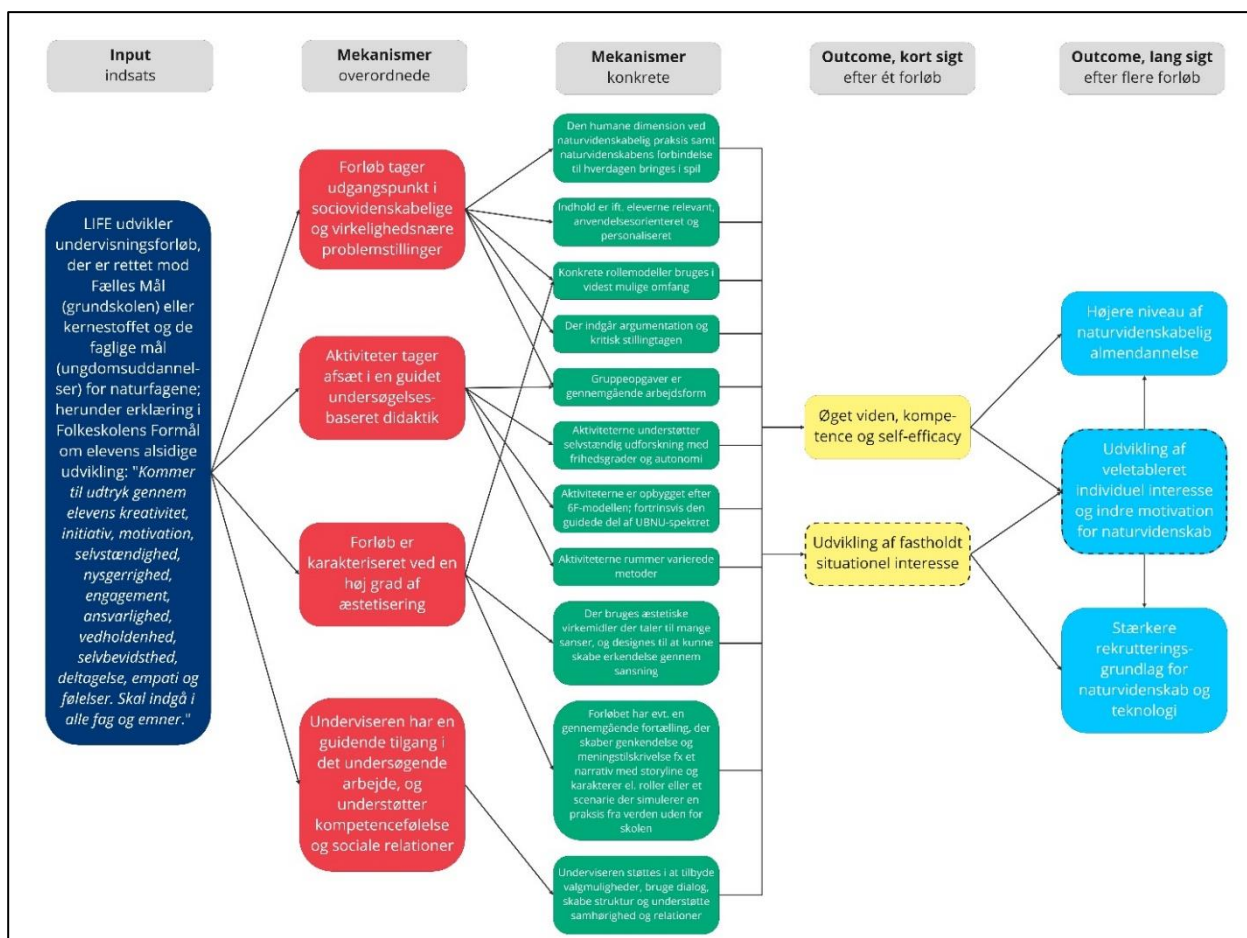 Input
indsats
Mekanismer
overordnede
Mekanismer
konkrete
Outcome, kort sigt
efter ét forløb
Outcome, lang sigt
efter flere forløb
LIFE udvikler
undervisningsforløb,
der er rettet mod
Fælles Mål
(grundskolen) eller
kernestoffet og de
faglige mål
(ungdomsuddannel-
ser) for naturfagene;
herunder erklæring i
Folkeskolens Formål
om elevens alsidige
udvikling: "Kommer
til udtryk gennem
elevens kreativitet,
initiativ, motivation,
selvstændighed,
nysgerrighed,
engagement,
ansvarlighed,
vedholdenhed,
selvbevidsthed,
deltagelse, empati og
følelser. Skal indgå i
alle fag og emner."
Forløb tager
udgangspunkt i
sociovidenskabelige
og virkelighedsnære
problemstillinger
Aktiviteter tager
afsæt i en guidet
undersøgelses-
baseret didaktik
Forløb er
karakteriseret ved en
høj grad af
æstetisering
Underviseren har en
guidende tilgang i
det undersøgende
arbejde, og
understøtter
kompetencefølelse
og sociale relationer
Den humane dimension ved
naturvidenskabelig praksis samt
naturvidenskabens forbindelse
til hverdagen bringes i spil
Indhold er ift. eleverne relevant,
anvendelsesorienteret og
personaliseret
Konkrete rollemodeller bruges i
videst mulige omfang
Der indgår argumentation og
kritisk stillingtagen
Gruppeopgaver er
gennemgående arbejdsform
Aktiviteterne understøtter
selvstændig udforskning med
frihedsgrader og autonomi
Aktiviteterne er opbygget efter
6F-modellen; fortrinsvis den
guidede del af UBNU-spektret
Aktiviteterne rummer varierede
metoder
Der bruges æstetiske
virkemidler der taler til mange
sanser, og designes til at kunne
skabe erkendelse gennem
sansning
Forløbet har evt. en
gennemgående fortælling, der
skaber genkendelse og
meningstilskrivelse fx et
narrativ med storyline og
karakterer el. roller eller et
scenarie der simulerer en
praksis fra verden uden for
skolen
Underviseren støttes i at tilbyde
valgmuligheder, bruge dialog,
skabe struktur og understøtte
samhørighed og relationer
Øget viden, kompe-
tence og self-efficacy
Udvikling af fastholdt
situationel interesse
Højere niveau af
naturvidenskabelig
almendannelse
Udvikling af
veletableret
individuel interesse
og indre motivation
for naturvidenskab
Stærkere
rekrutterings-
grundlag for
naturvidenskab og
teknologi